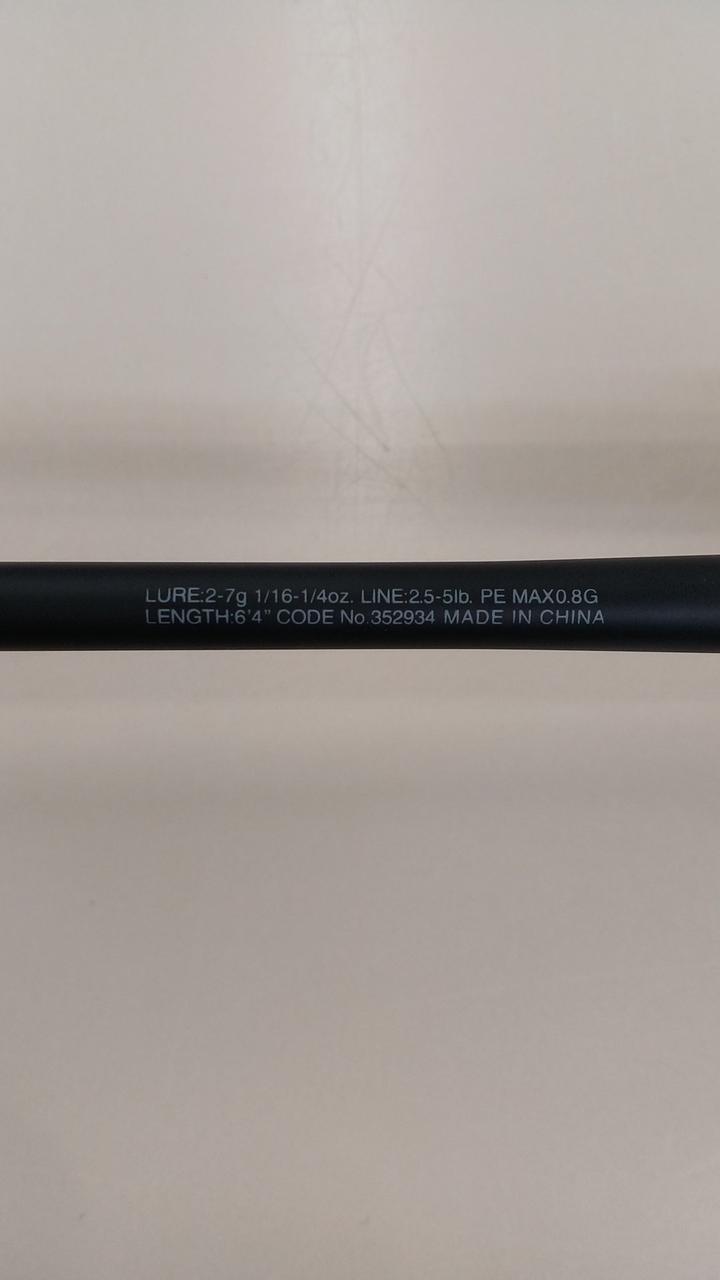 LURE:2-7g 1/16-1/4oz. LINE:2.5-5lb. PE MAX0.8G
LENGTH:6'4" CODE No.352934 MADE IN CHINA